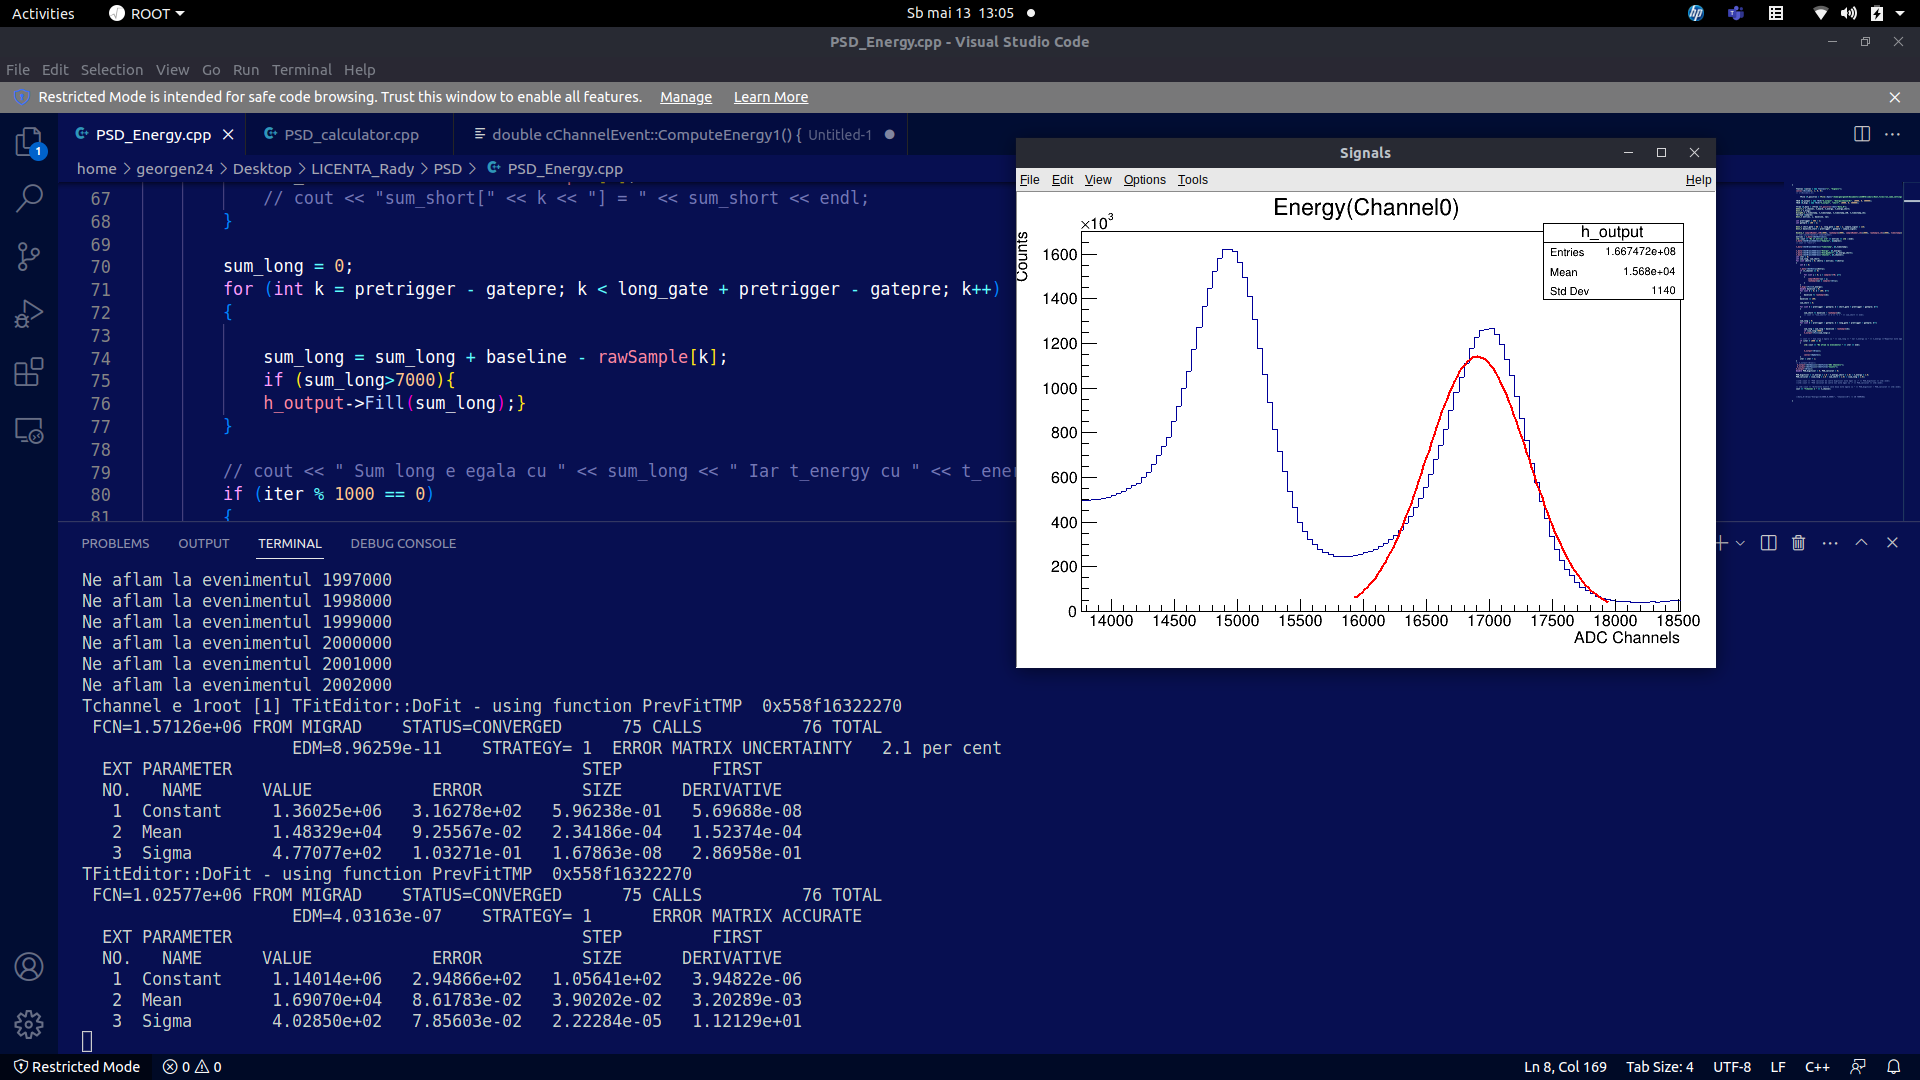 Activities ROOT Sb mai 13 13:05
PSD_Energy.cpp - Visual Studio Code
File Edit Selection View Go Run Terminal Help
Restricted Mode is intended for safe code browsing. Trust this window to enable all features. Manage Learn More
PSD_Energy.cpp PSD_calculator.cpp double cChannelEvent::ComputeEnergy1() { Untitled-1
home > georgen24 > Desktop > LICENTA_Rady > PSD > PSD_Energy.cpp
67 // cout << "sum_short[" << k << "] = " << sum_short << endl;
68 }
69
70 sum_long = 0;
71 for (int k = pretrigger - gatepre; k < long_gate + pretrigger - gatepre; k++)
72 {
73
74 sum_long = sum_long + baseline - rawSample[k];
75 if (sum_long>7000){
76 h_output->Fill(sum_long);}
77 }
78
79 // cout << " Sum long e egala cu " << sum_long << " Iar t_energy cu " << t_ene
80 if (iter % 1000 == 0)
81 {
Signals
File Edit View Options Tools Help
Energy(Channel0)
×10³
Counts
h_output
Entries 1.667472e+08
Mean 1.568e+04
Std Dev 1140
1600
1400
1200
1000
800
600
400
200
0
14000 14500 15000 15500 16000 16500 17000 17500 18000 18500
ADC Channels
PROBLEMS OUTPUT TERMINAL DEBUG CONSOLE
Ne aflam la evenimentul 1997000
Ne aflam la evenimentul 1998000
Ne aflam la evenimentul 1999000
Ne aflam la evenimentul 2000000
Ne aflam la evenimentul 2001000
Ne aflam la evenimentul 2002000
Tchannel e 1root [1] TFitEditor::DoFit - using function PrevFitTMP 0x558f16322270
FCN=1.57126e+06 FROM MIGRAD STATUS=CONVERGED 75 CALLS 76 TOTAL
EDM=8.96259e-11 STRATEGY= 1 ERROR MATRIX UNCERTAINTY 2.1 per cent
EXT PARAMETER STEP FIRST
NO. NAME VALUE ERROR SIZE DERIVATIVE
1 Constant 1.36025e+06 3.16278e+02 5.96238e-01 5.69688e-08
2 Mean 1.48329e+04 9.25567e-02 2.34186e-04 1.52374e-04
3 Sigma 4.77077e+02 1.03271e-01 1.67863e-08 2.86958e-01
TFitEditor::DoFit - using function PrevFitTMP 0x558f16322270
FCN=1.02577e+06 FROM MIGRAD STATUS=CONVERGED 75 CALLS 76 TOTAL
EDM=4.03163e-07 STRATEGY= 1 ERROR MATRIX ACCURATE
EXT PARAMETER STEP FIRST
NO. NAME VALUE ERROR SIZE DERIVATIVE
1 Constant 1.14014e+06 2.94866e+02 1.05641e+02 3.94822e-06
2 Mean 1.69070e+04 8.61783e-02 3.90202e-02 3.20289e-03
3 Sigma 4.02850e+02 7.85603e-02 2.22284e-05 1.12129e+01
Restricted Mode 0 0 Ln 8, Col 169 Tab Size: 4 UTF-8 LF C++